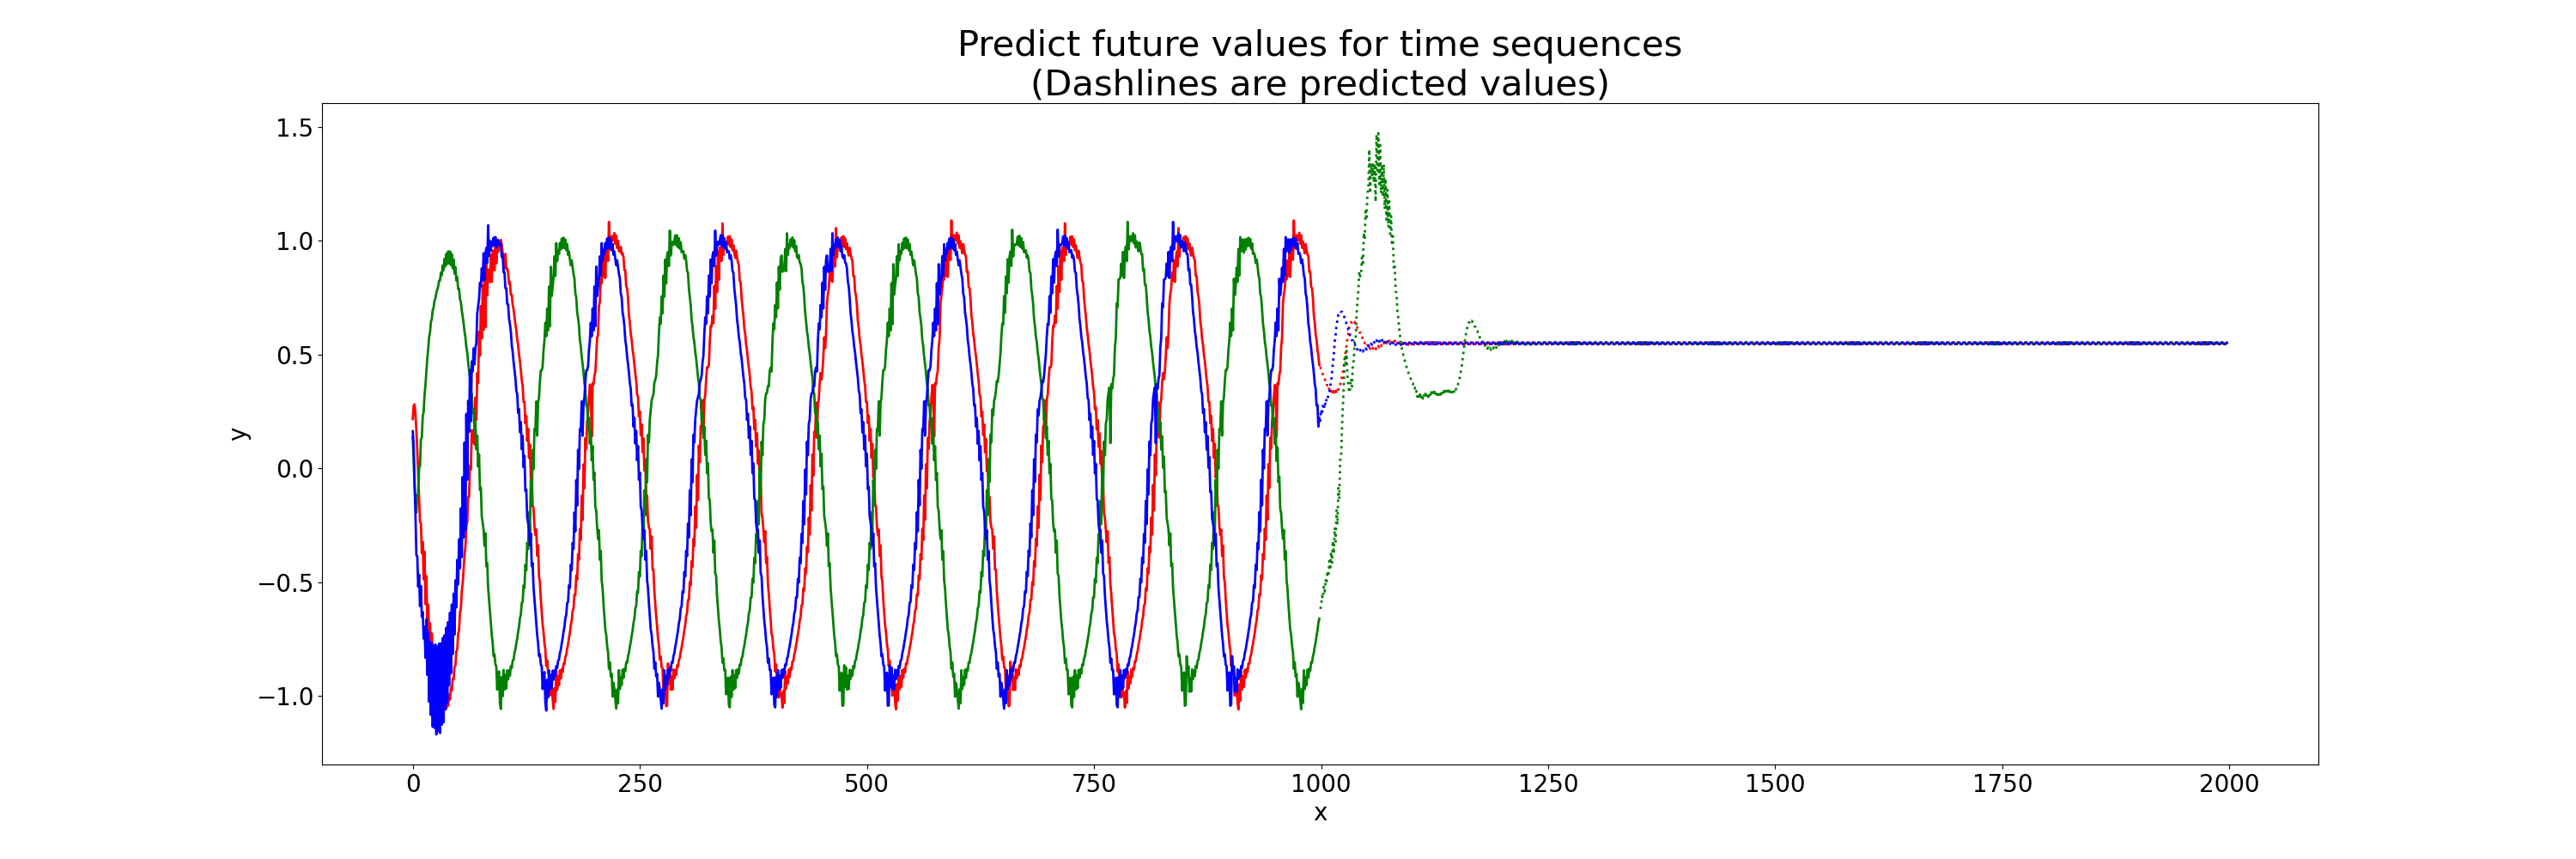 Predict future values for time sequences
(Dashlines are predicted values)
1.5
1.0
0.5
0.0
−0.5
−1.0
y
0 250 500 750 1000 1250 1500 1750 2000
x